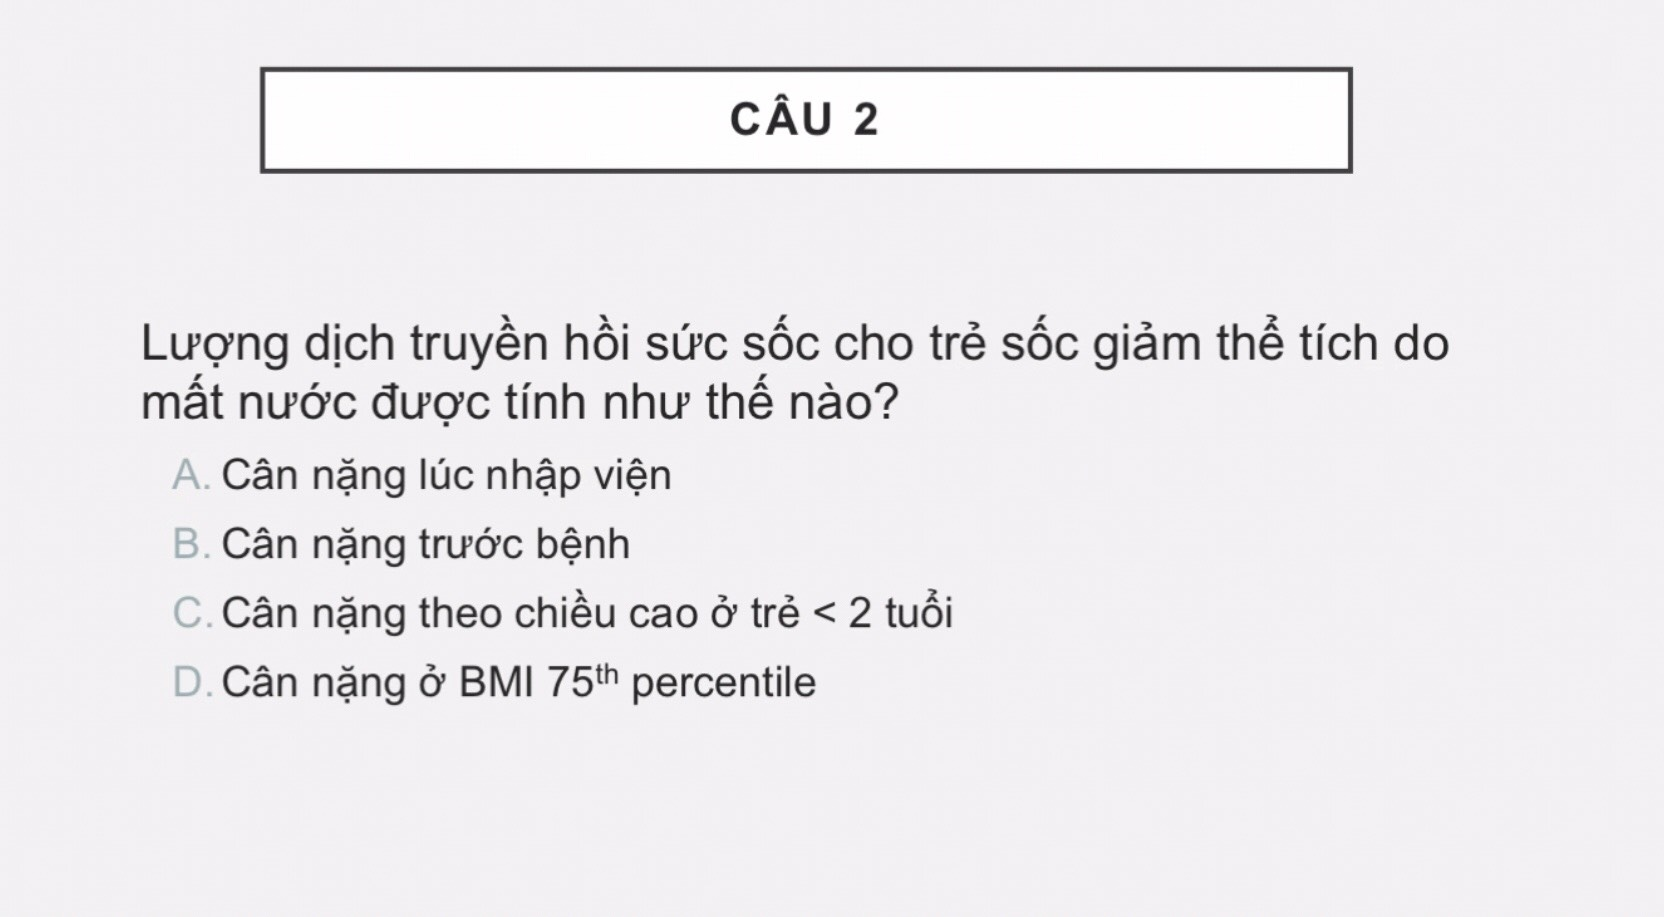 CÂU 2
Lượng dịch truyền hồi sức sốc cho trẻ sốc giảm thể tích do
mất nước được tính như thế nào?
A. Cân nặng lúc nhập viện
B. Cân nặng trước bệnh
C. Cân nặng theo chiều cao ở trẻ < 2 tuổi
D. Cân nặng ở BMI 75th percentile